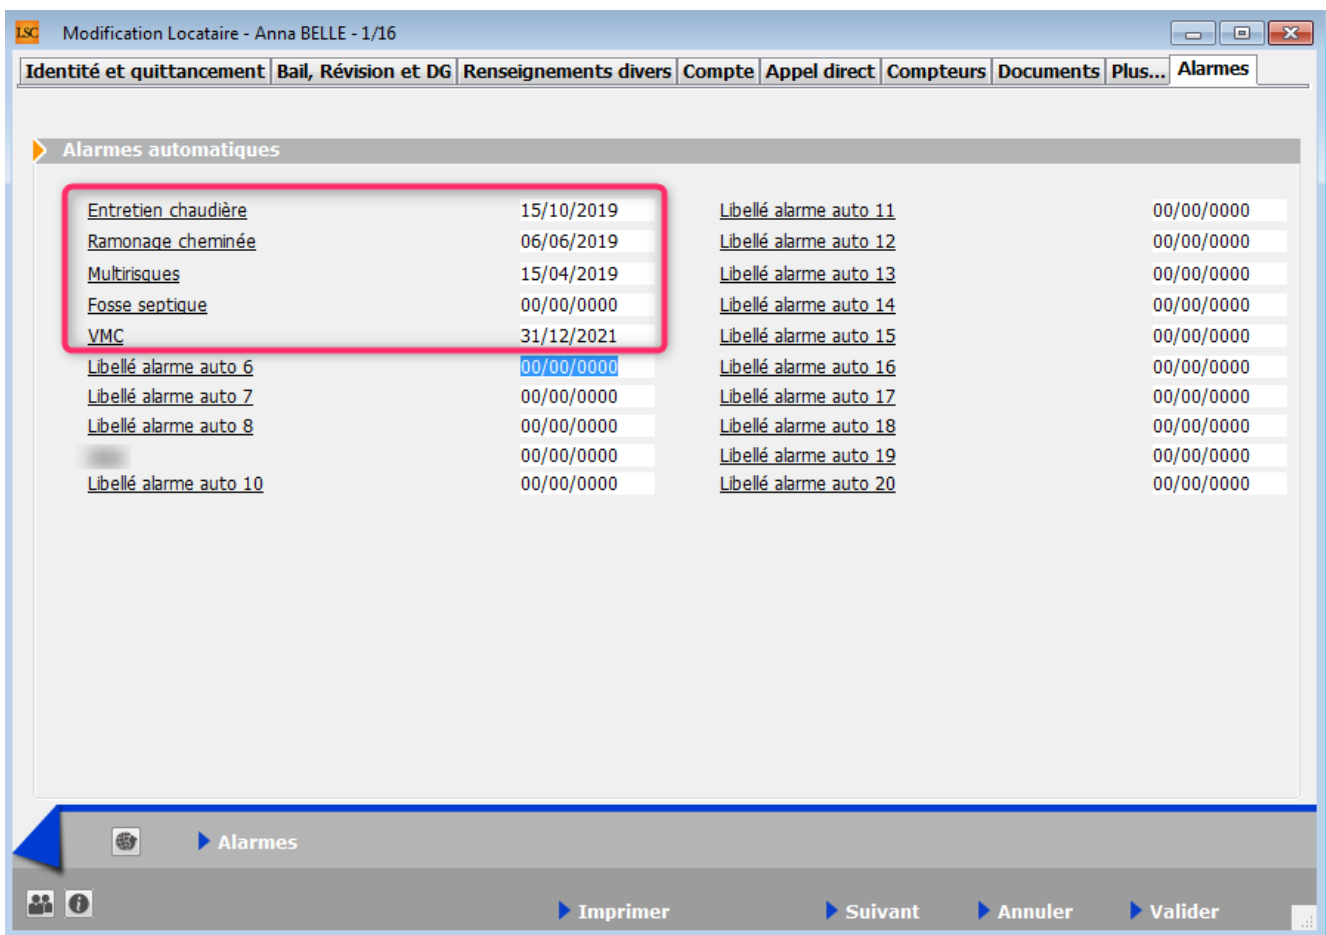 LSC Modification Locataire - Anna BELLE - 1/16
Identité et quittancement Bail, Révision et DG Renseignements divers Compte Appel direct Compteurs Documents Plus... Alarmes
Alarmes automatiques
Entretien chaudière 15/10/2019 Libellé alarme auto 11 00/00/0000
Ramonage cheminée 06/06/2019 Libellé alarme auto 12 00/00/0000
Multirisques 15/04/2019 Libellé alarme auto 13 00/00/0000
Fosse septique 00/00/0000 Libellé alarme auto 14 00/00/0000
VMC 31/12/2021 Libellé alarme auto 15 00/00/0000
Libellé alarme auto 6 00/00/0000 Libellé alarme auto 16 00/00/0000
Libellé alarme auto 7 00/00/0000 Libellé alarme auto 17 00/00/0000
Libellé alarme auto 8 00/00/0000 Libellé alarme auto 18 00/00/0000
00/00/0000 Libellé alarme auto 19 00/00/0000
Libellé alarme auto 10 00/00/0000 Libellé alarme auto 20 00/00/0000
Alarmes
Imprimer Suivant Annuler Valider